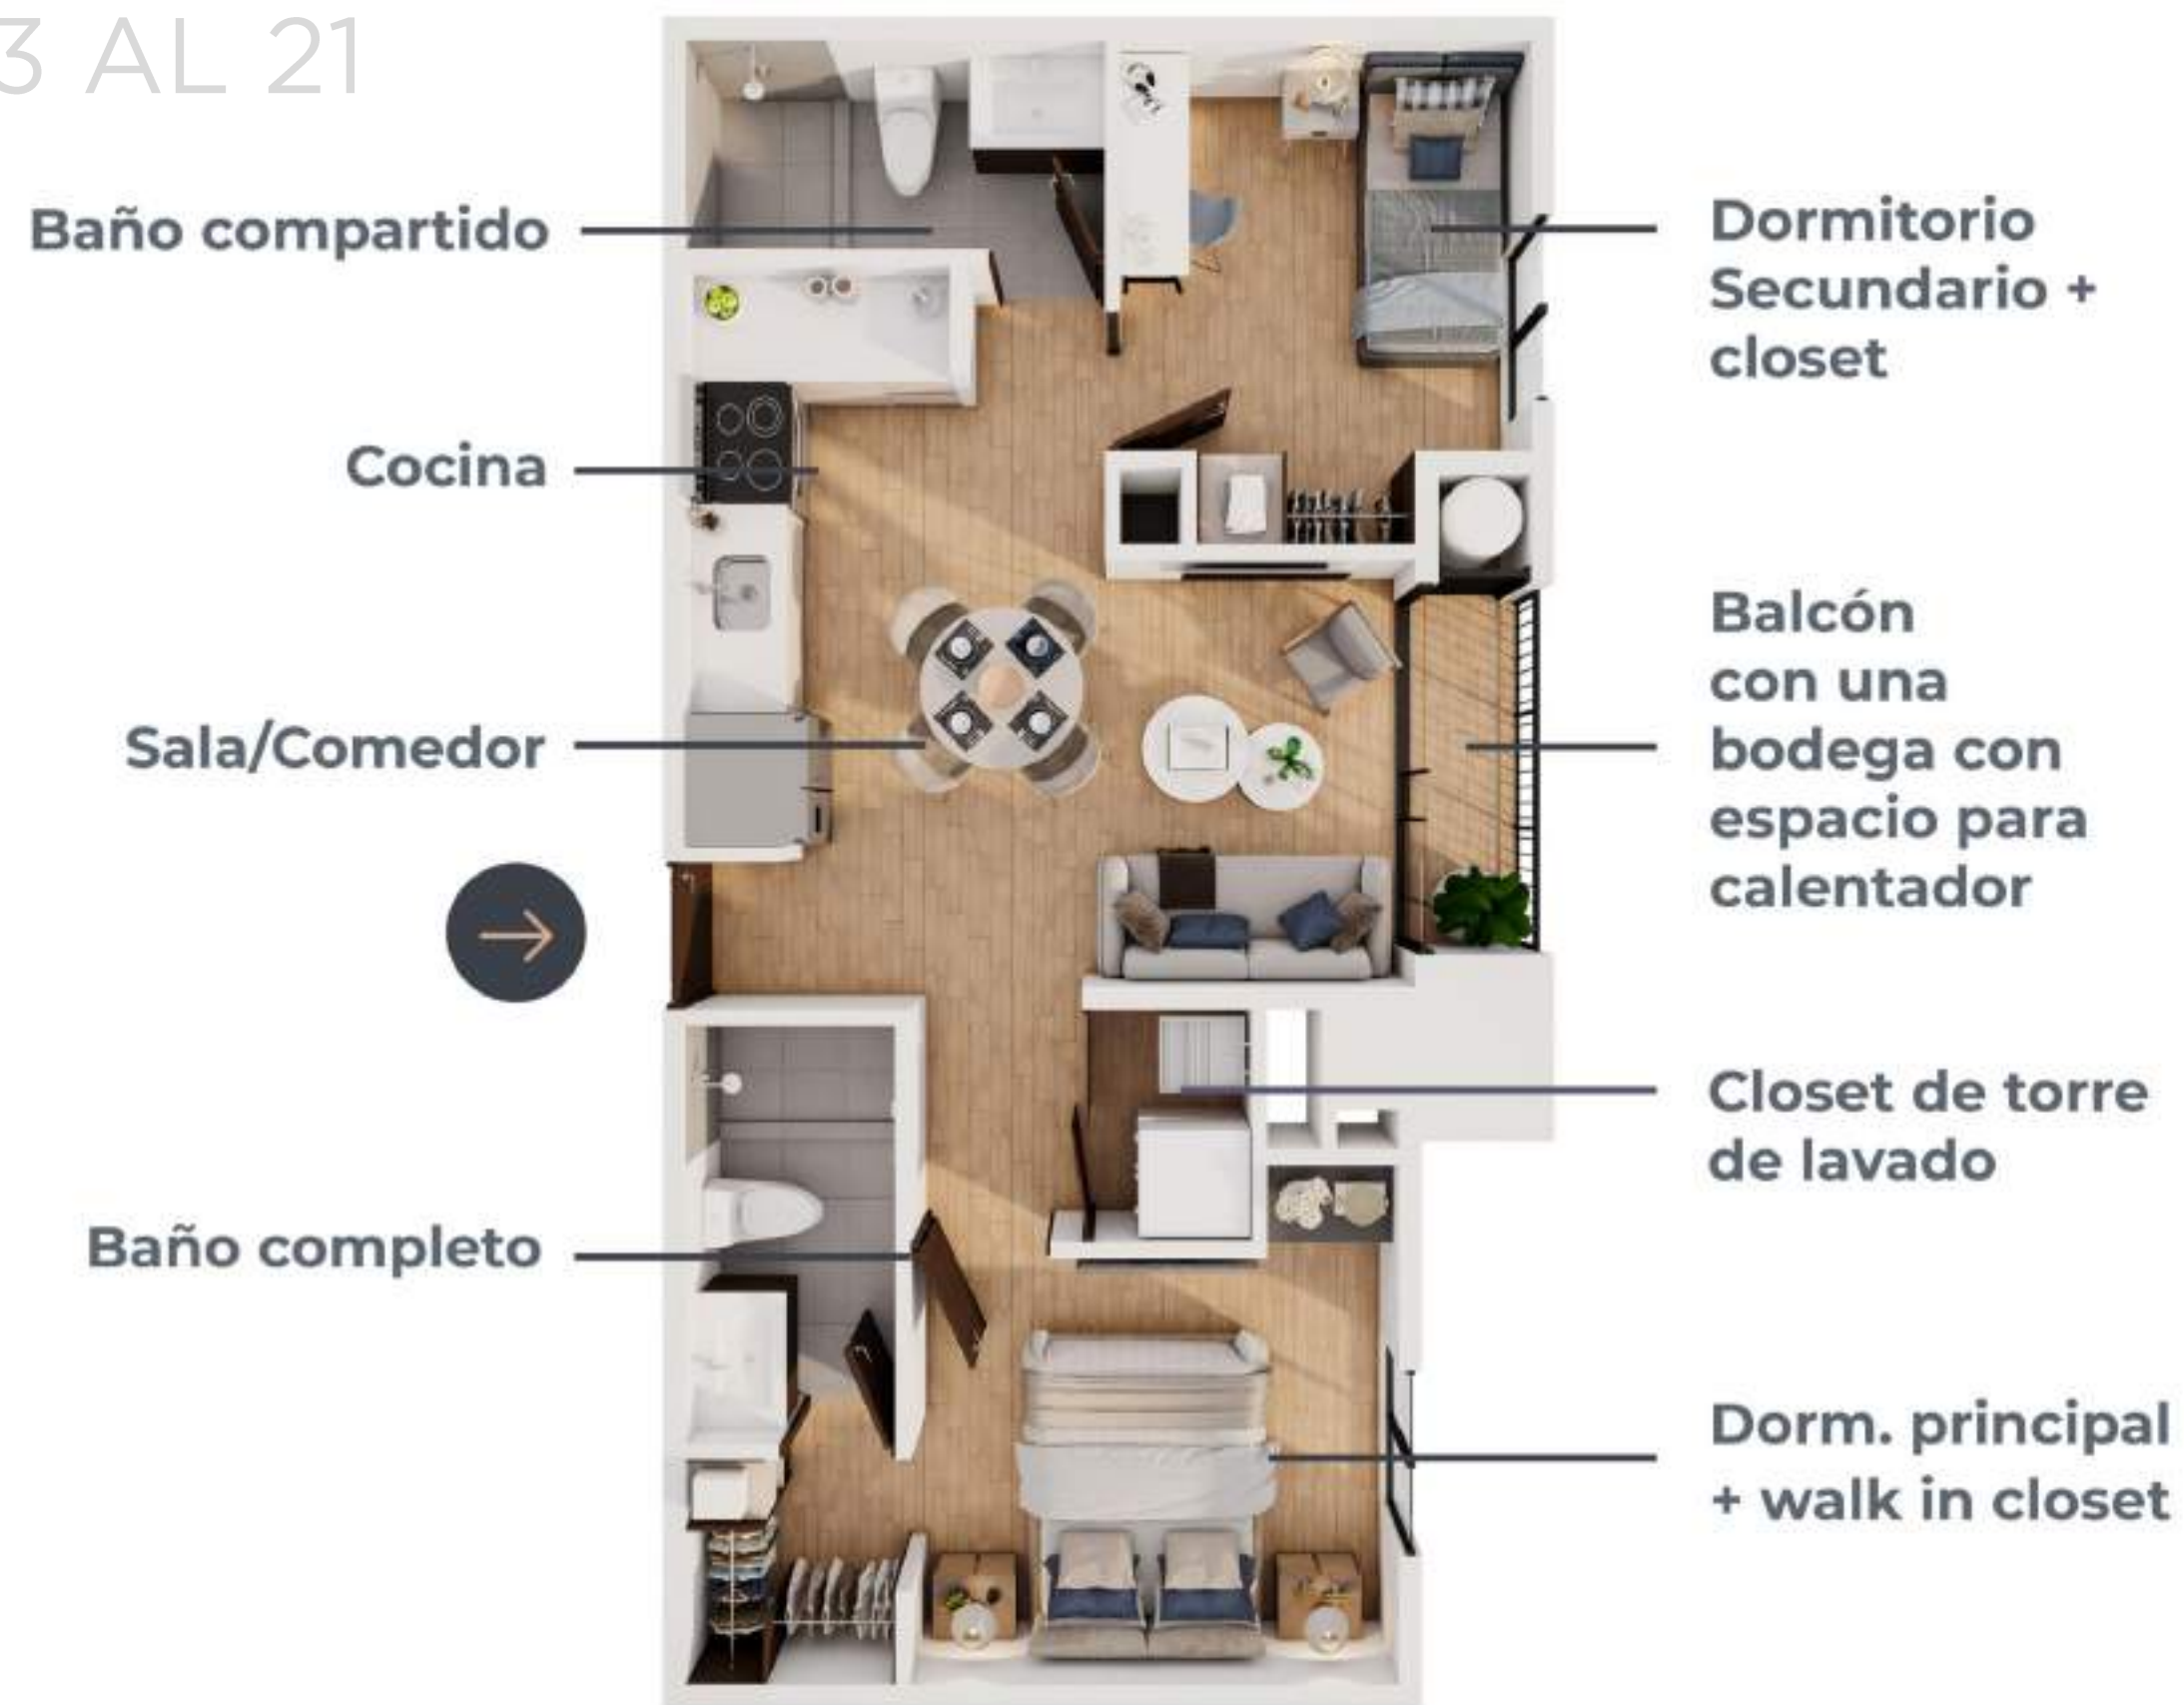 3 AL 21
Baño compartido
Cocina
Sala/Comedor
Baño completo
Dormitorio
Secundario +
closet
Balcón
con una
bodega con
espacio para
calentador
Closet de torre
de lavado
Dorm. principal
+ walk in closet